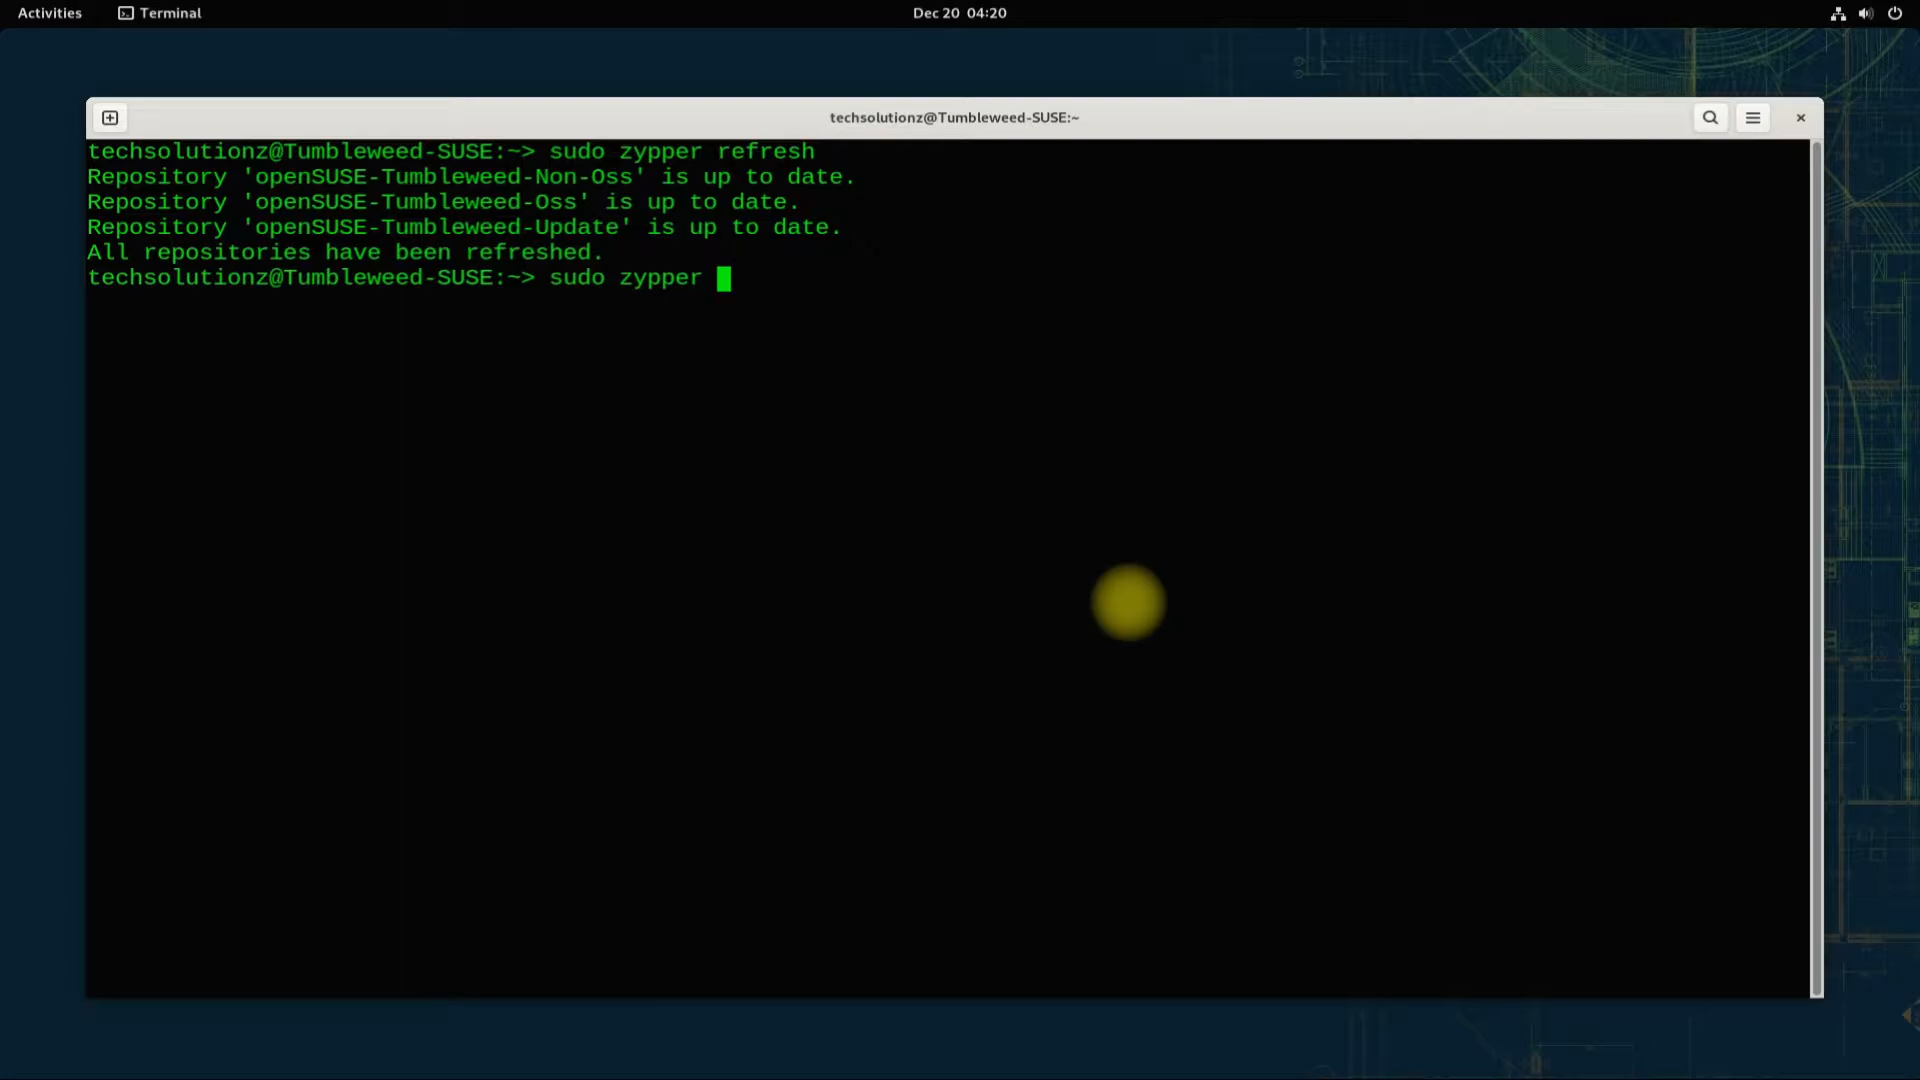 Activities
Terminal
Dec 20 04:20
techsolutionz@Tumbleweed-SUSE:~
techsolutionz@Tumbleweed-SUSE:~> sudo zypper refresh
Repository 'openSUSE-Tumbleweed-Non-Oss' is up to date.
Repository 'openSUSE-Tumbleweed-Oss' is up to date.
Repository 'openSUSE-Tumbleweed-Update' is up to date.
All repositories have been refreshed.
techsolutionz@Tumbleweed-SUSE:~> sudo zypper